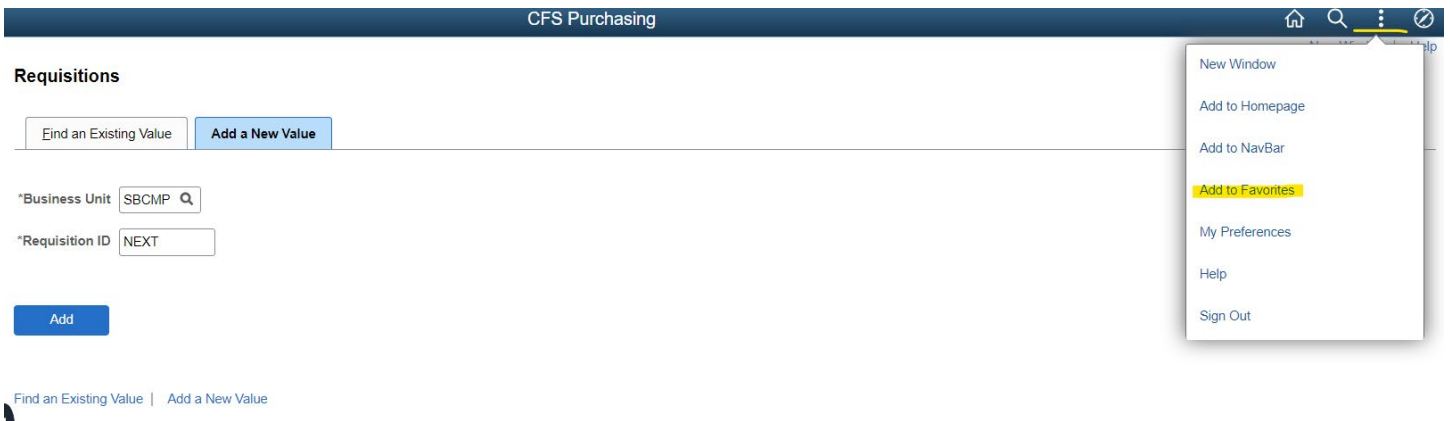 CFS Purchasing
Help
Requisitions
Find an Existing Value
Add a New Value
*Business Unit SBCMP
*Requisition ID NEXT
Add
Find an Existing Value | Add a New Value
New Window
Add to Homepage
Add to NavBar
Add to Favorites
My Preferences
Help
Sign Out